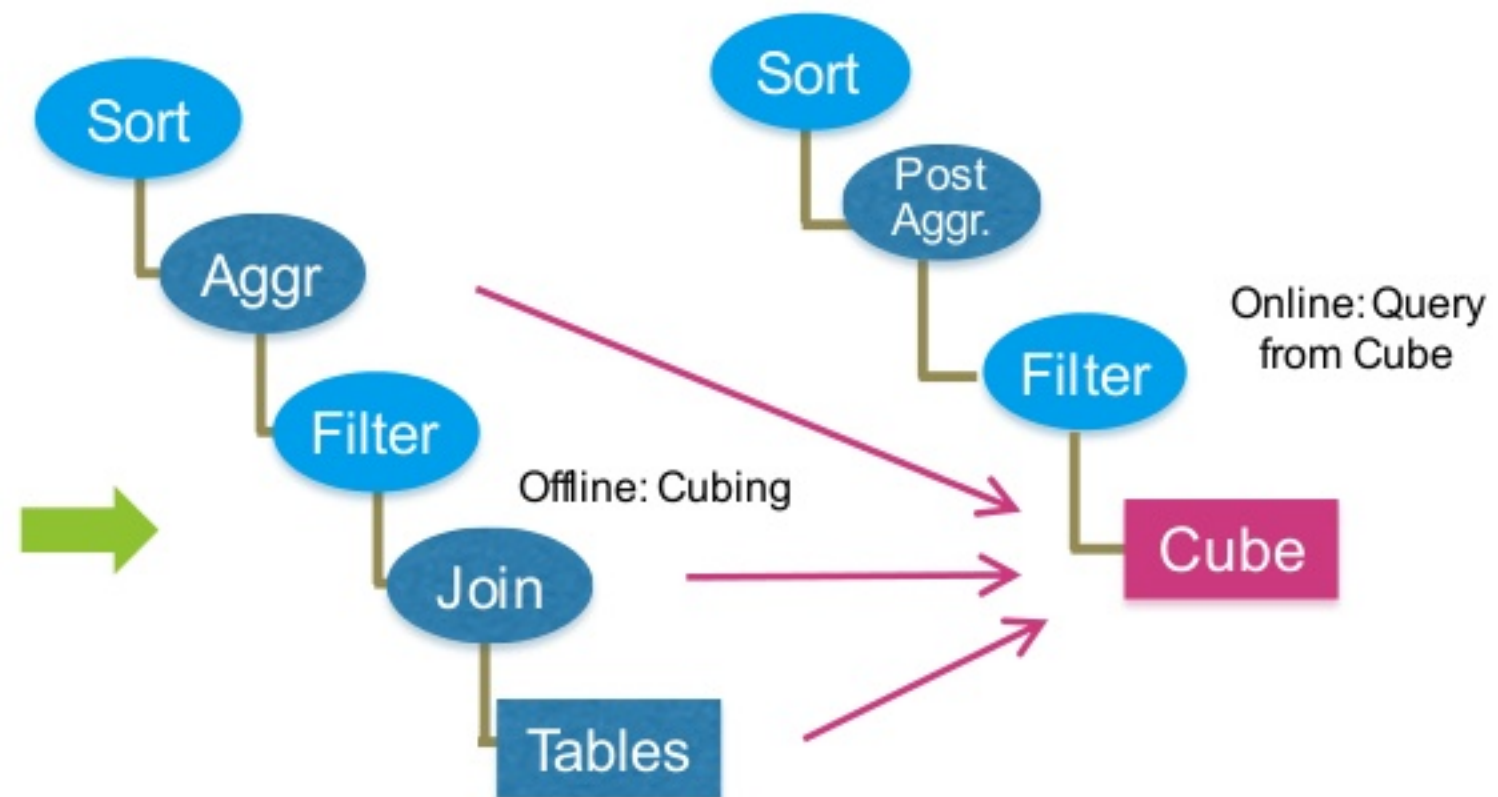 Sort
Aggr
Filter
Join
Tables
Offline: Cubing
Sort
Post
Aggr.
Filter
Cube
Online: Query
from Cube